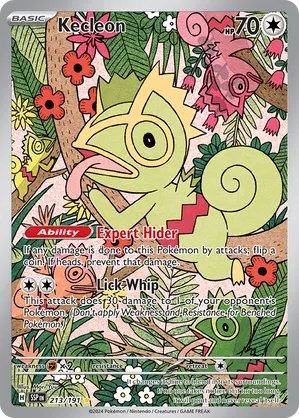 BASIC
Kecleon
HP 70
Ability Expert Hider
If any damage is done to this Pokémon by attacks, flip a
coin. If heads, prevent that damage.
Lick Whip
This attack does 30 damage to 1 of your opponent's
Pokémon. (Don't apply Weakness and Resistance for Benched
Pokémon.)
weakness ×2 resistance retreat
H SSP EN 213/191
©2024 Pokémon / Nintendo / Creatures / GAME FREAK